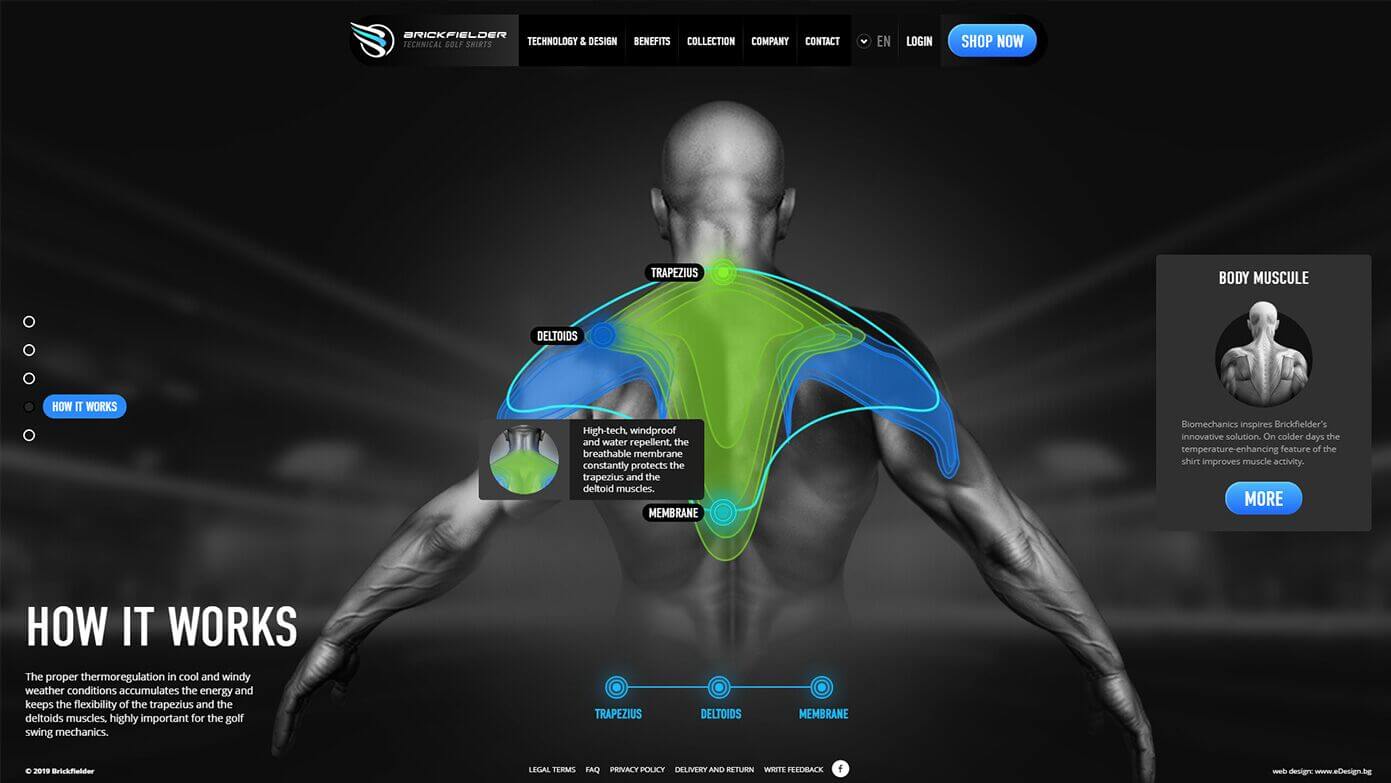 BRICKFIELDER
TECHNICAL GOLF SHIRTS
TECHNOLOGY & DESIGN
BENEFITS
COLLECTION
COMPANY
CONTACT
EN
LOGIN
SHOP NOW
TRAPEZIUS
DELTOIDS
High-tech, windproof
and water repellent, the
breathable membrane
constantly protects the
trapezius and the
deltoid muscles.
MEMBRANE
HOW IT WORKS
BODY MUSCULE
Biomechanics inspires Brickfielder's
innovative solution. On colder days the
temperature-enhancing feature of the
shirt improves muscle activity.
MORE
HOW IT WORKS
The proper thermoregulation in cool and windy
weather conditions accumulates the energy and
keeps the flexibility of the trapezius and the
deltoids muscles, highly important for the golf
swing mechanics.
TRAPEZIUS
DELTOIDS
MEMBRANE
© 2019 Brickfielder
LEGAL TERMS
FAQ
PRIVACY POLICY
DELIVERY AND RETURN
WRITE FEEDBACK
f
web design: www.eDesign.bg